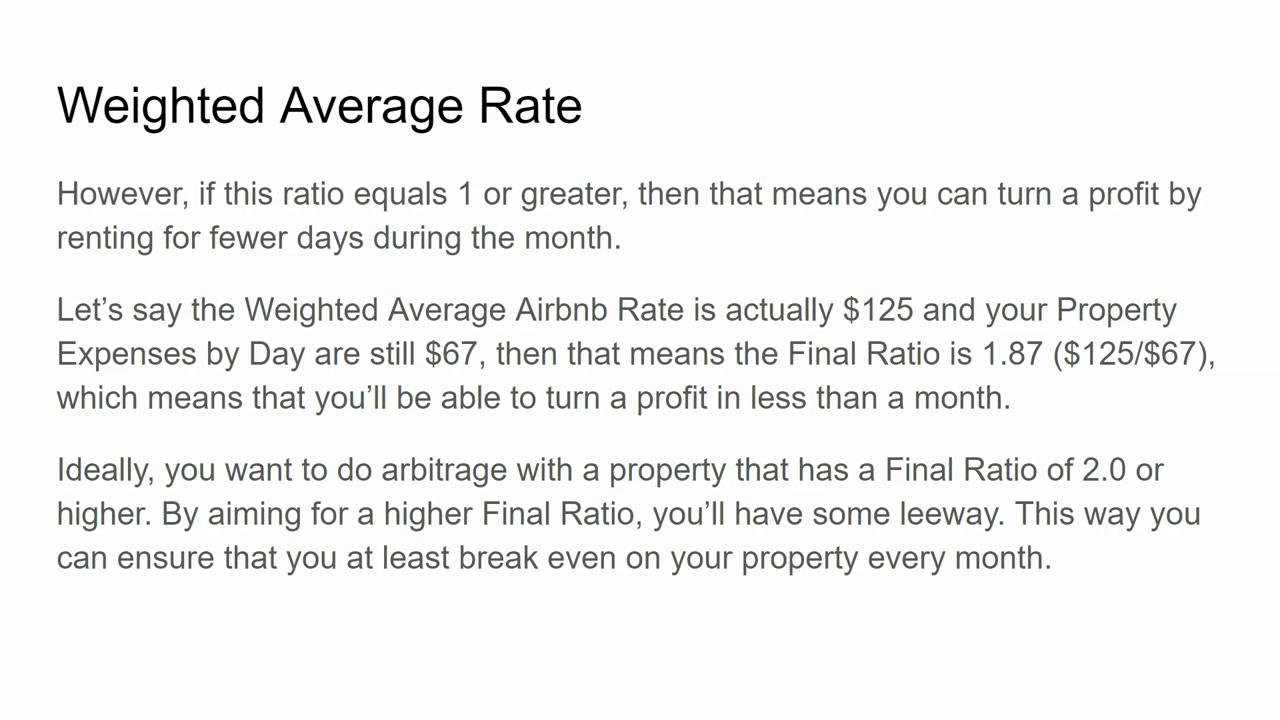 Weighted Average Rate
However, if this ratio equals 1 or greater, then that means you can turn a profit by
renting for fewer days during the month.
Let’s say the Weighted Average Airbnb Rate is actually $125 and your Property
Expenses by Day are still $67, then that means the Final Ratio is 1.87 ($125/$67),
which means that you’ll be able to turn a profit in less than a month.
Ideally, you want to do arbitrage with a property that has a Final Ratio of 2.0 or
higher. By aiming for a higher Final Ratio, you’ll have some leeway. This way you
can ensure that you at least break even on your property every month.